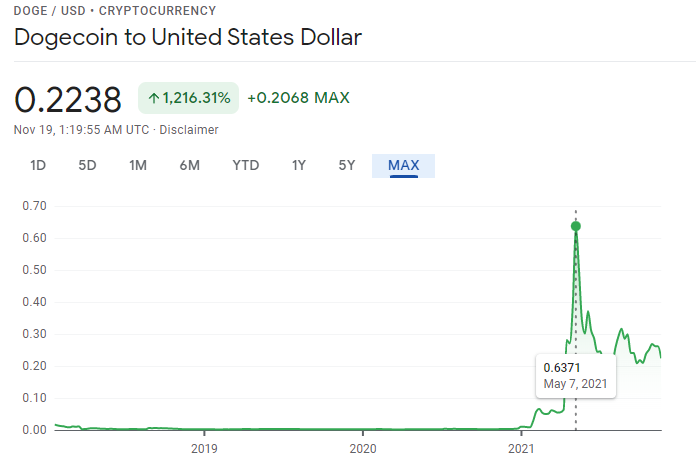 DOGE / USD • CRYPTOCURRENCY
Dogecoin to United States Dollar
0.2238 ↑1,216.31% +0.2068 MAX
Nov 19, 1:19:55 AM UTC · Disclaimer
1D 5D 1M 6M YTD 1Y 5Y MAX
0.70
0.60
0.50
0.40
0.30
0.20
0.10
0.00
0.6371
May 7, 2021
2019 2020 2021